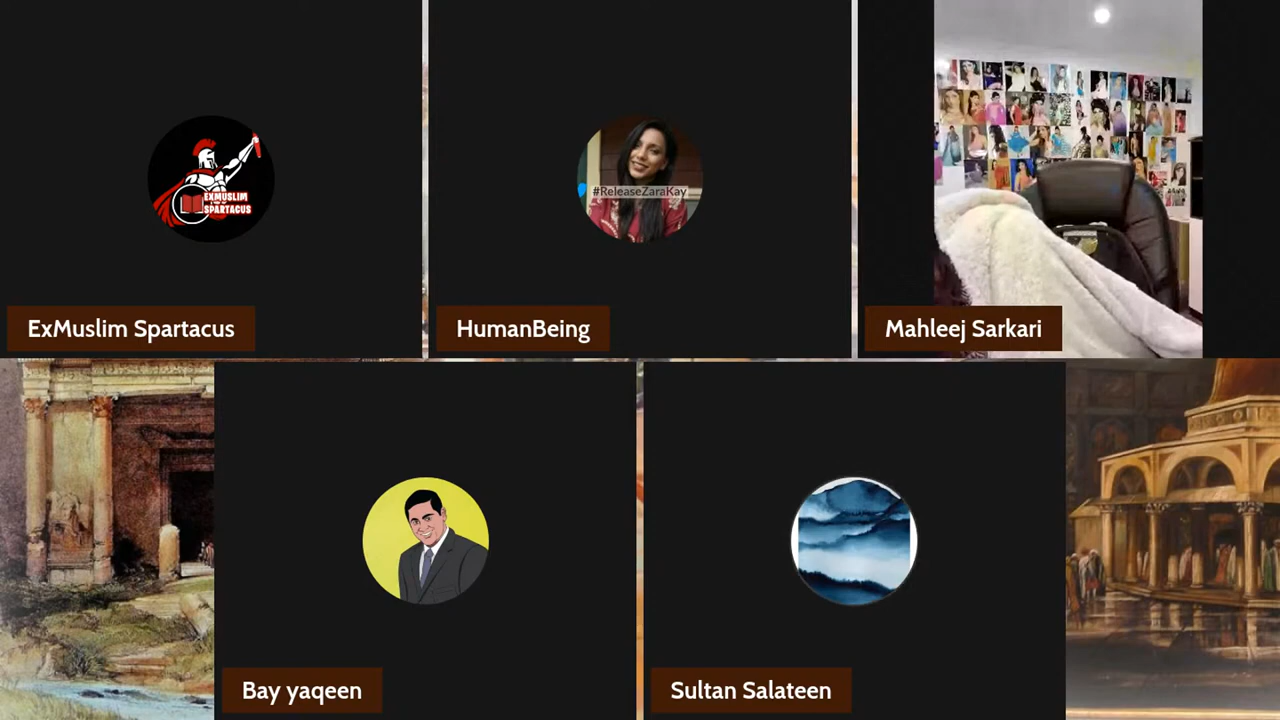 EXMUSLIM
SPARTACUS
#ReleaseZaraKay
ExMuslim Spartacus
HumanBeing
Mahleej Sarkari
Bay yaqeen
Sultan Salateen